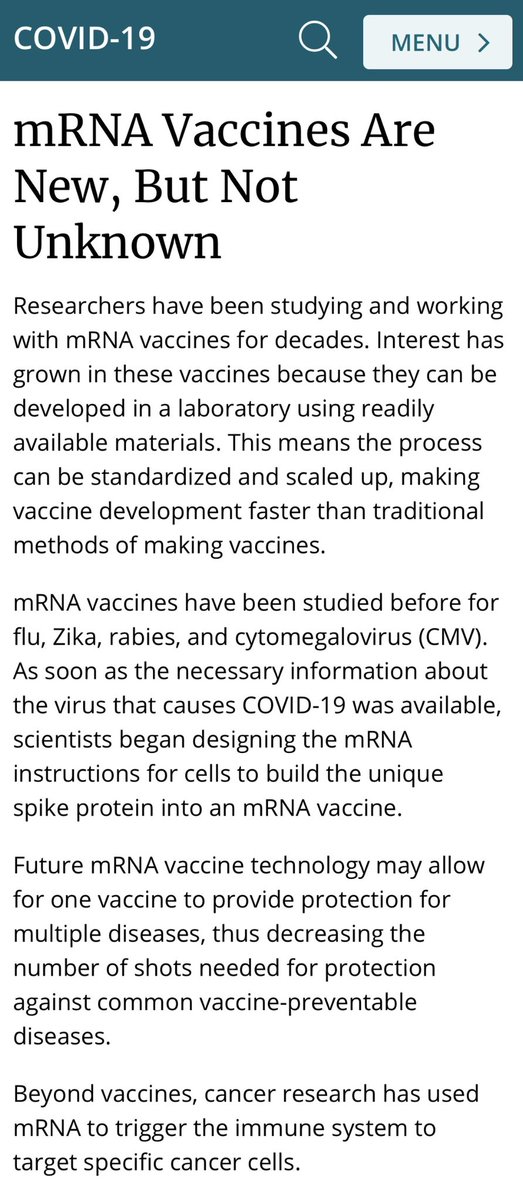 COVID-19
MENU
mRNA Vaccines Are
New, But Not
Unknown
Researchers have been studying and working
with mRNA vaccines for decades. Interest has
grown in these vaccines because they can be
developed in a laboratory using readily
available materials. This means the process
can be standardized and scaled up, making
vaccine development faster than traditional
methods of making vaccines.
mRNA vaccines have been studied before for
flu, Zika, rabies, and cytomegalovirus (CMV).
As soon as the necessary information about
the virus that causes COVID-19 was available,
scientists began designing the mRNA
instructions for cells to build the unique
spike protein into an mRNA vaccine.
Future mRNA vaccine technology may allow
for one vaccine to provide protection for
multiple diseases, thus decreasing the
number of shots needed for protection
against common vaccine-preventable
diseases.
Beyond vaccines, cancer research has used
mRNA to trigger the immune system to
target specific cancer cells.